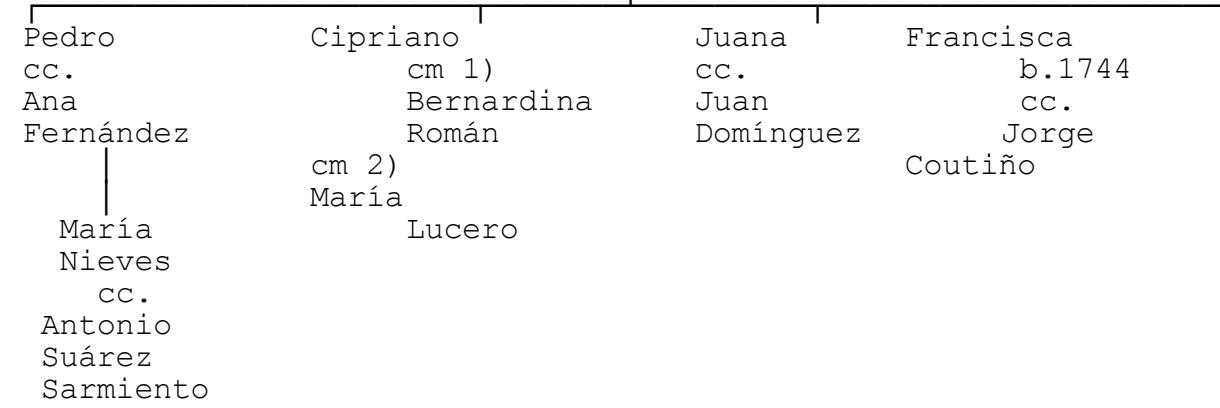 Pedro Cipriano Juana Francisca
cc. cm 1) cc. b.1744
Ana Bernardina Juan cc.
Fernández Román Domínguez Jorge
cm 2) Coutiño
María
María Lucero
Nieves
cc.
Antonio
Suárez
Sarmiento